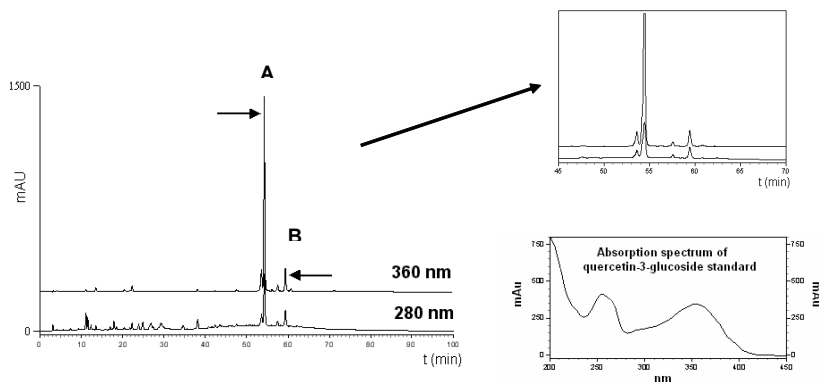 A
1500
mAU
B
360 nm
280 nm
0
0 10 20 30 40 50 60 70 80 90 100
t (min)
45 50 55 60 65 70
t (min)
Absorption spectrum of
quercetin-3-glucoside standard
750 750
500 500
250 250
0 0
mAu mAu
200 250 300 350 400 450
nm